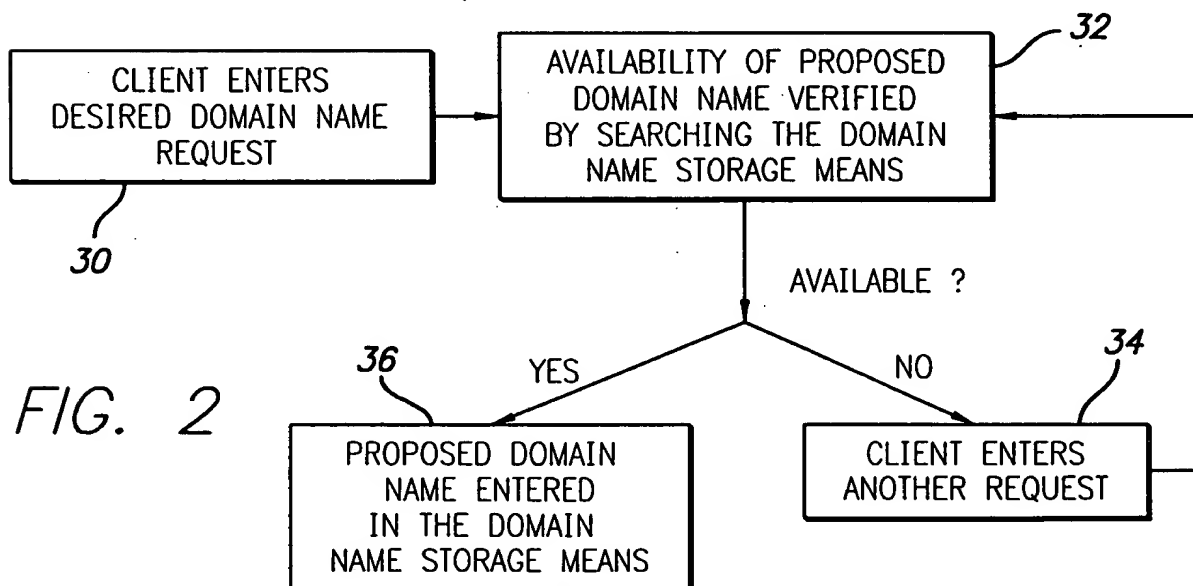 32
CLIENT ENTERS
DESIRED DOMAIN NAME
REQUEST
30
AVAILABILITY OF PROPOSED
DOMAIN NAME VERIFIED
BY SEARCHING THE DOMAIN
NAME STORAGE MEANS
AVAILABLE ?
YES
NO
36
34
FIG. 2
PROPOSED DOMAIN
NAME ENTERED
IN THE DOMAIN
NAME STORAGE MEANS
CLIENT ENTERS
ANOTHER REQUEST